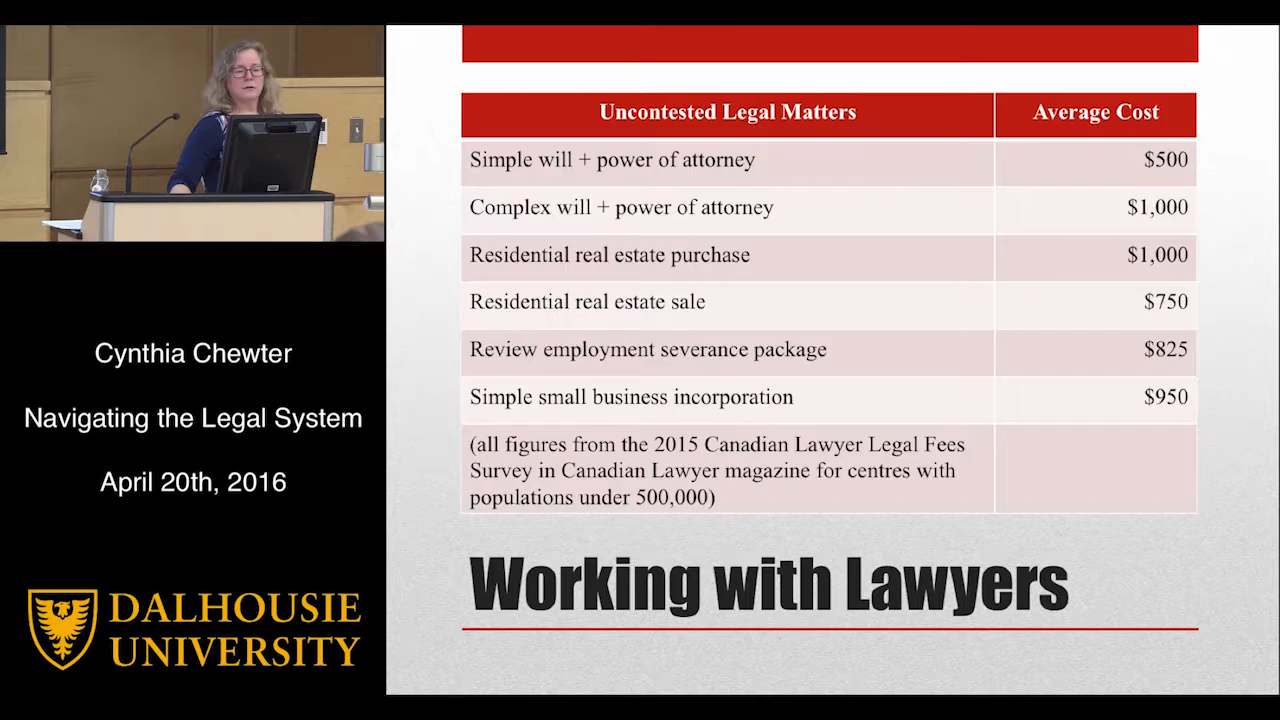 Uncontested Legal Matters Average Cost
Simple will + power of attorney $500
Complex will + power of attorney $1,000
Residential real estate purchase $1,000
Residential real estate sale $750
Review employment severance package $825
Simple small business incorporation $950
(all figures from the 2015 Canadian Lawyer Legal Fees
Survey in Canadian Lawyer magazine for centres with
populations under 500,000)
Working with Lawyers
Cynthia Chewter
Navigating the Legal System
April 20th, 2016
DALHOUSIE
UNIVERSITY